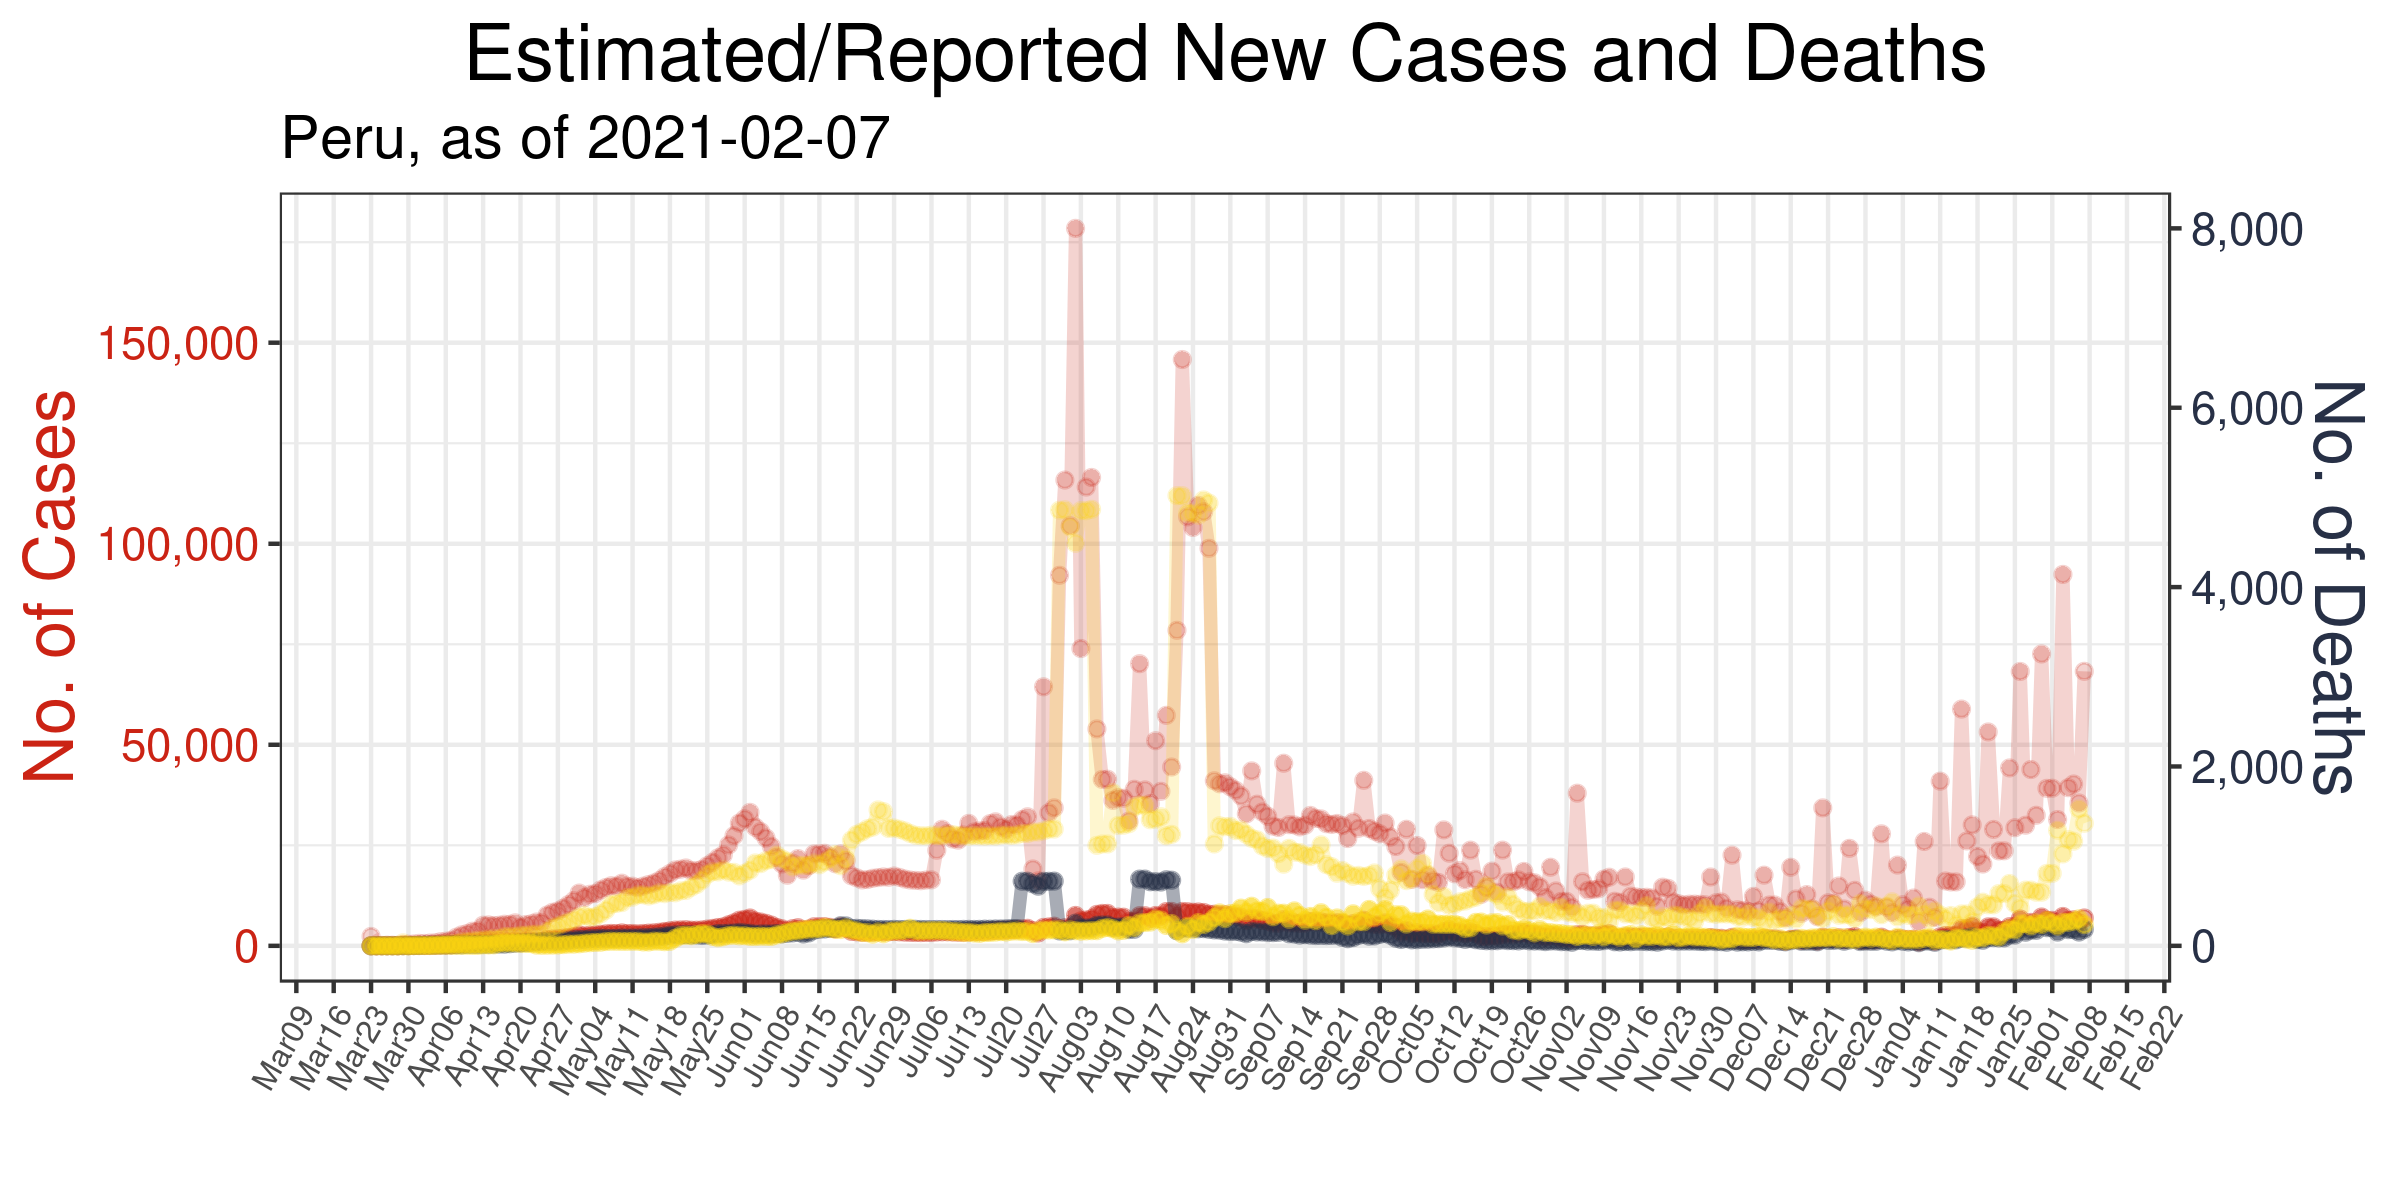 Estimated/Reported New Cases and Deaths
Peru, as of 2021-02-07
No. of Cases
150,000
100,000
50,000
0
8,000
6,000
4,000
2,000
0
No. of Deaths
Mar09
Mar16
Mar23
Mar30
Apr06
Apr13
Apr20
Apr27
May04
May11
May18
May25
Jun01
Jun08
Jun15
Jun22
Jun29
Jul06
Jul13
Jul20
Jul27
Aug03
Aug10
Aug17
Aug24
Aug31
Sep07
Sep14
Sep21
Sep28
Oct05
Oct12
Oct19
Oct26
Nov02
Nov09
Nov16
Nov23
Nov30
Dec07
Dec14
Dec21
Dec28
Jan04
Jan11
Jan18
Jan25
Feb01
Feb08
Feb15
Feb22